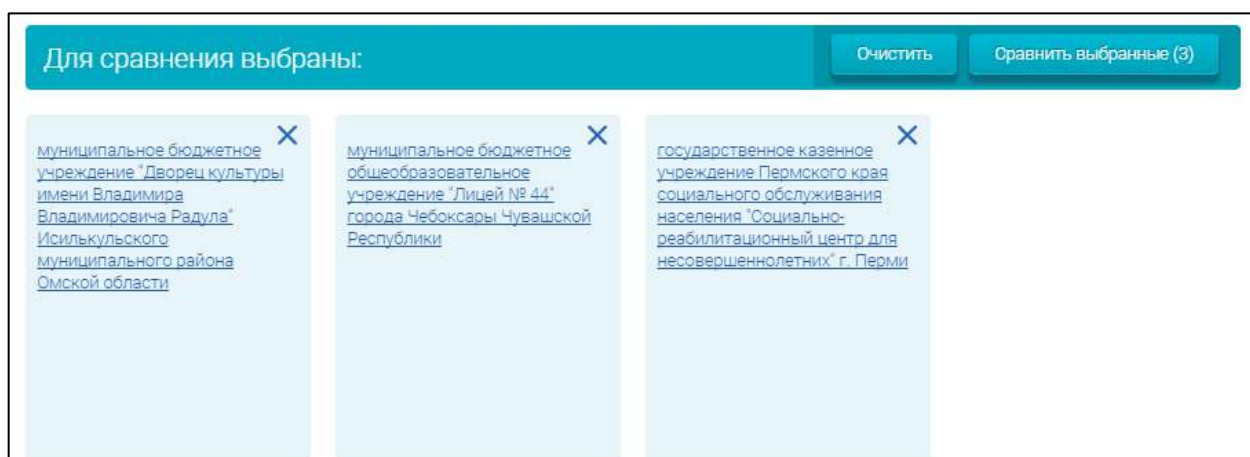 Для сравнения выбраны:
Очистить
Сравнить выбранные (3)
муниципальное бюджетное
учреждение "Дворец культуры
имени Владимира
Владимировича Радула"
Исилькульского
муниципального района
Омской области
муниципальное бюджетное
общеобразовательное
учреждение "Лицей № 44"
города Чебоксары Чувашской
Республики
государственное казенное
учреждение Пермского края
социального обслуживания
населения "Социально-
реабилитационный центр для
несовершеннолетних" г. Перми